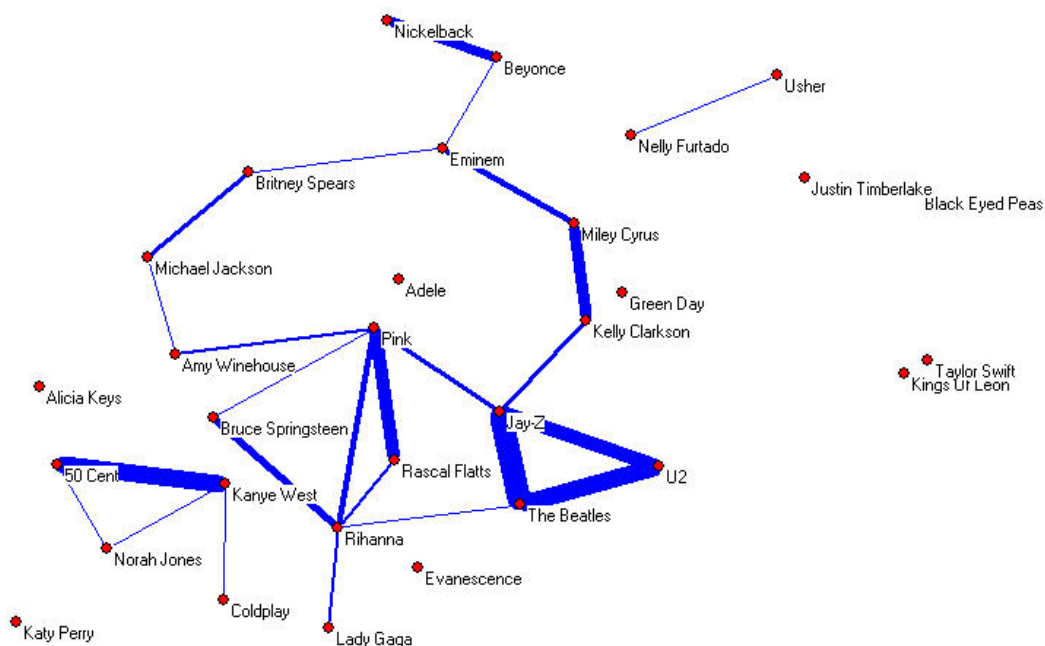 Nickelback
Beyonce
Usher
Nelly Furtado
Eminem
Britney Spears
Justin Timberlake
Black Eyed Peas
Miley Cyrus
Michael Jackson
Adele
Green Day
Kelly Clarkson
Pink
Amy Winehouse
Taylor Swift
Kings Of Leon
Alicia Keys
Bruce Springsteen
Jay-Z
Rascal Flatts
50 Cent
U2
Kanye West
The Beatles
Rihanna
Norah Jones
Evanescence
Coldplay
Katy Perry
Lady Gaga